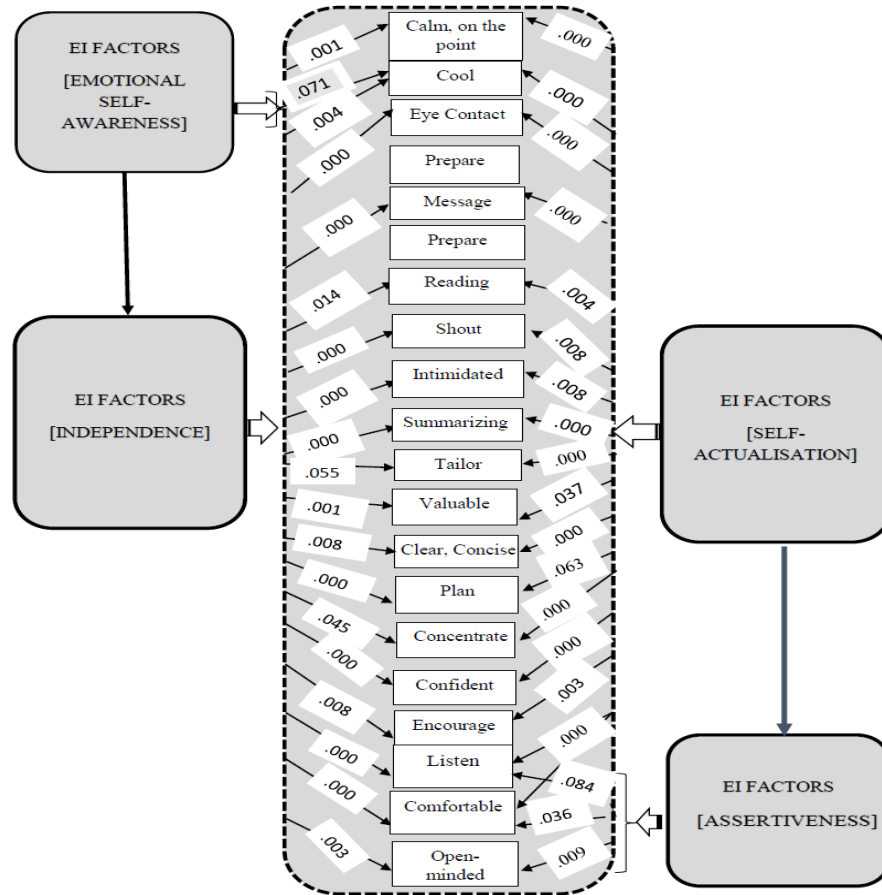 EI FACTORS
[EMOTIONAL
SELF-
AWARENESS]
EI FACTORS
[INDEPENDENCE]
.001
.071
.004
.000
.000
.014
.000
.000
.000
.055
.001
.008
.000
.045
.000
.008
.000
.000
.003
Calm, on the
point
Cool
Eye Contact
Prepare
Message
Prepare
Reading
Shout
Intimidated
Summarizing
Tailor
Valuable
Clear, Concise
Plan
Concentrate
Confident
Encourage
Listen
Comfortable
Open-
minded
.000
.000
.000
.000
.004
.008
.008
.000
.000
.037
.000
.063
.000
.000
.003
.000
.084
.036
.009
EI FACTORS
[SELF-
ACTUALISATION]
EI FACTORS
[ASSERTIVENESS]